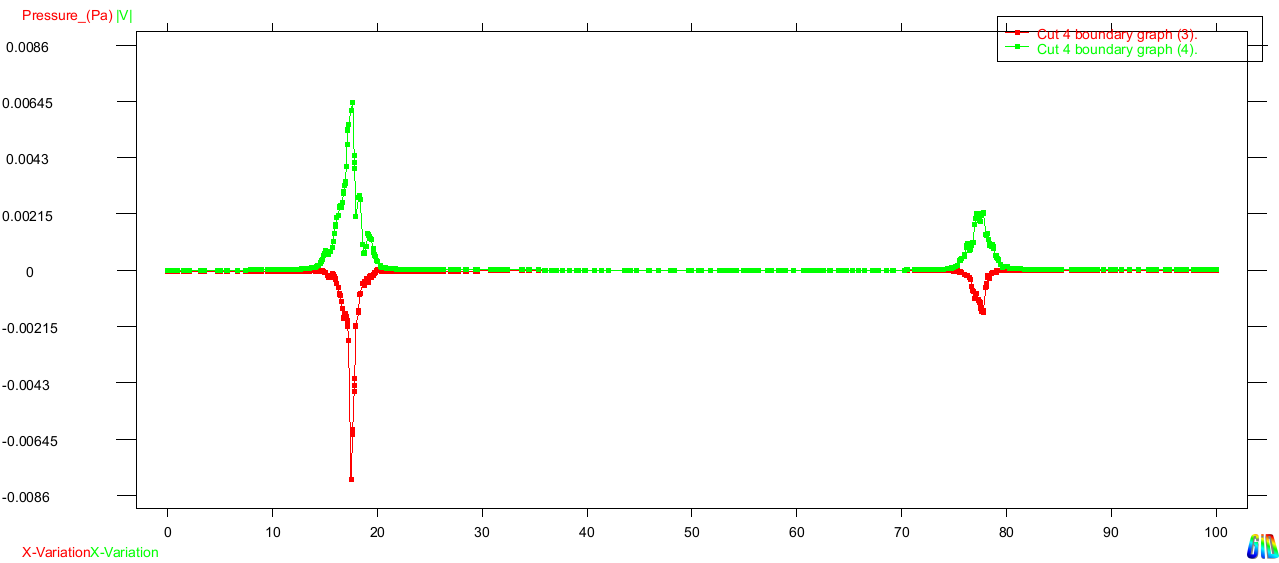 Pressure_(Pa) |V|
Cut 4 boundary graph (3).
Cut 4 boundary graph (4).
0.0086
0.00645
0.0043
0.00215
0
-0.00215
-0.0043
-0.00645
-0.0086
0 10 20 30 40 50 60 70 80 90 100
X-Variation X-Variation
GiD